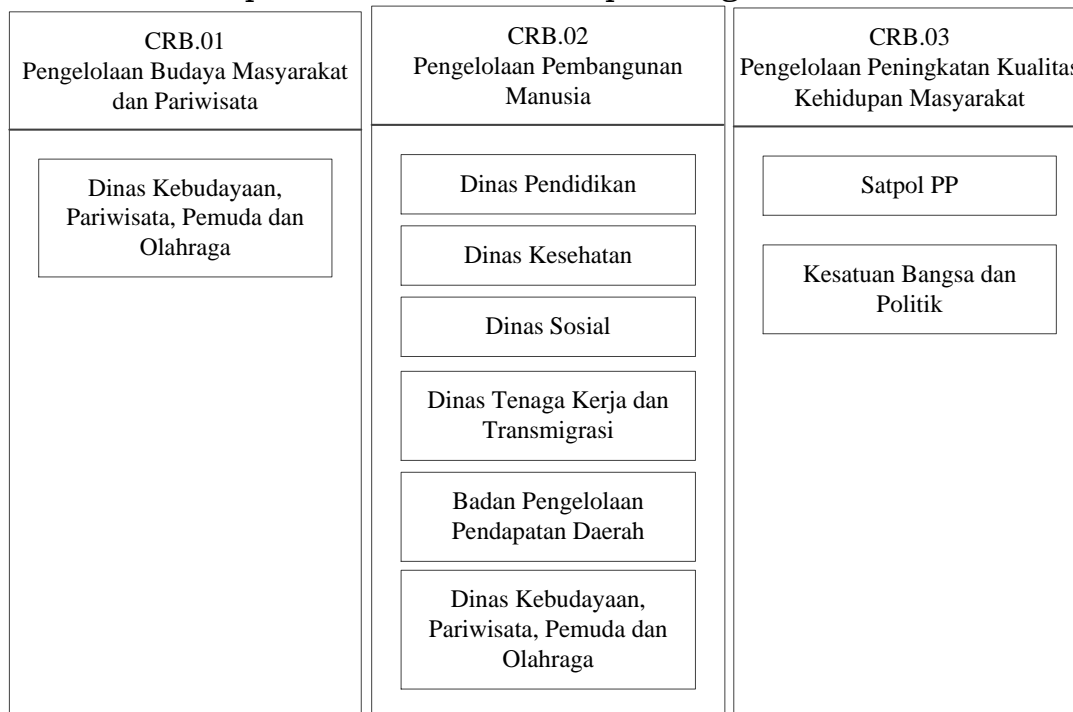 CRB.01
Pengelolaan Budaya Masyarakat
dan Pariwisata
Dinas Kebudayaan,
Pariwisata, Pemuda dan
Olahraga
CRB.02
Pengelolaan Pembangunan
Manusia
Dinas Pendidikan
Dinas Kesehatan
Dinas Sosial
Dinas Tenaga Kerja dan
Transmigrasi
Badan Pengelolaan
Pendapatan Daerah
Dinas Kebudayaan,
Pariwisata, Pemuda dan
Olahraga
CRB.03
Pengelolaan Peningkatan Kualitas
Kehidupan Masyarakat
Satpol PP
Kesatuan Bangsa dan
Politik